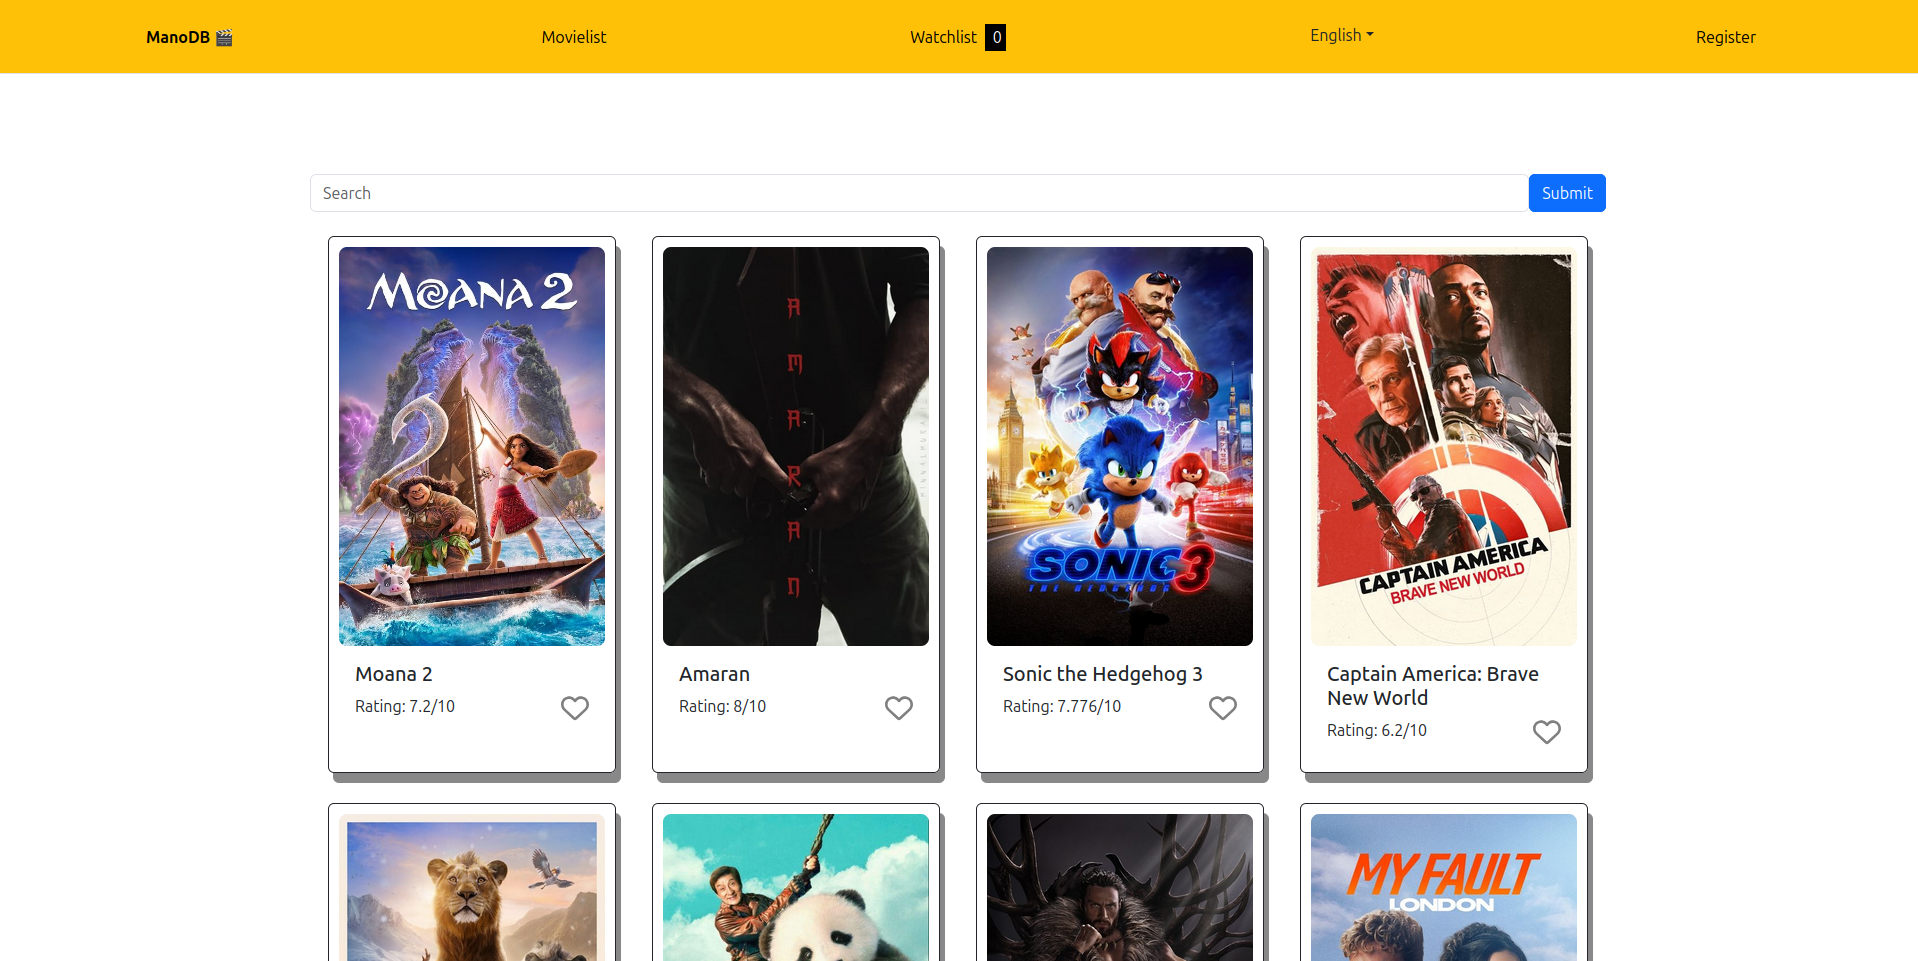 ManoDB 🎬
Movielist
Watchlist 0
English
Register
Search
Submit
MOANA 2
AMARAN
SONIC 3
THE HEDGEHOG
CAPTAIN AMERICA
BRAVE NEW WORLD
Moana 2
Rating: 7.2/10
Amaran
Rating: 8/10
Sonic the Hedgehog 3
Rating: 7.776/10
Captain America: Brave
New World
Rating: 6.2/10
MY FAULT
LONDON